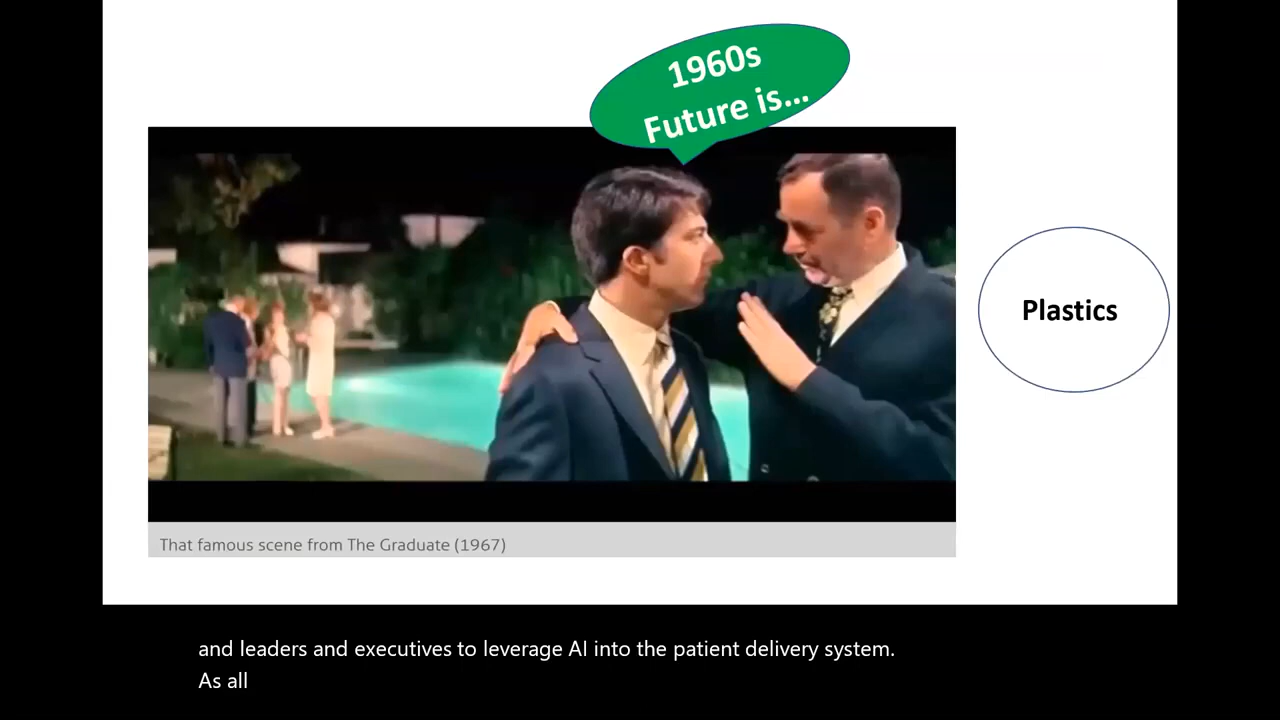 1960s
Future is...
Plastics
That famous scene from The Graduate (1967)
and leaders and executives to leverage AI into the patient delivery system.
As all